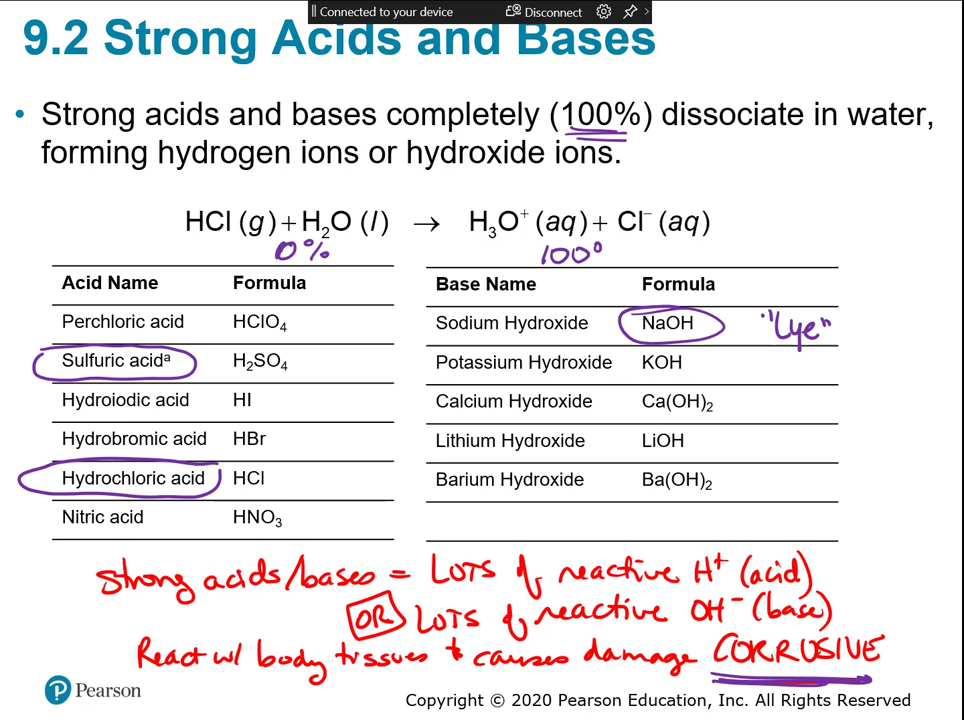 Connected to your device Disconnect
9.2 Strong Acids and Bases
• Strong acids and bases completely (100%) dissociate in water,
forming hydrogen ions or hydroxide ions.
HCl (g) + H₂O (l) → H₃O⁺ (aq) + Cl⁻ (aq)
0% 100°
Acid Name Formula
Perchloric acid HClO₄
Sulfuric acidᵃ H₂SO₄
Hydroiodic acid HI
Hydrobromic acid HBr
Hydrochloric acid HCl
Nitric acid HNO₃
Base Name Formula
Sodium Hydroxide NaOH "Lye"
Potassium Hydroxide KOH
Calcium Hydroxide Ca(OH)₂
Lithium Hydroxide LiOH
Barium Hydroxide Ba(OH)₂
Strong acids/bases = LOTS of reactive H⁺ (acid)
OR LOTS of reactive OH⁻ (base)
React w/ body tissues + causes damage CORROSIVE
Pearson
Copyright © 2020 Pearson Education, Inc. All Rights Reserved